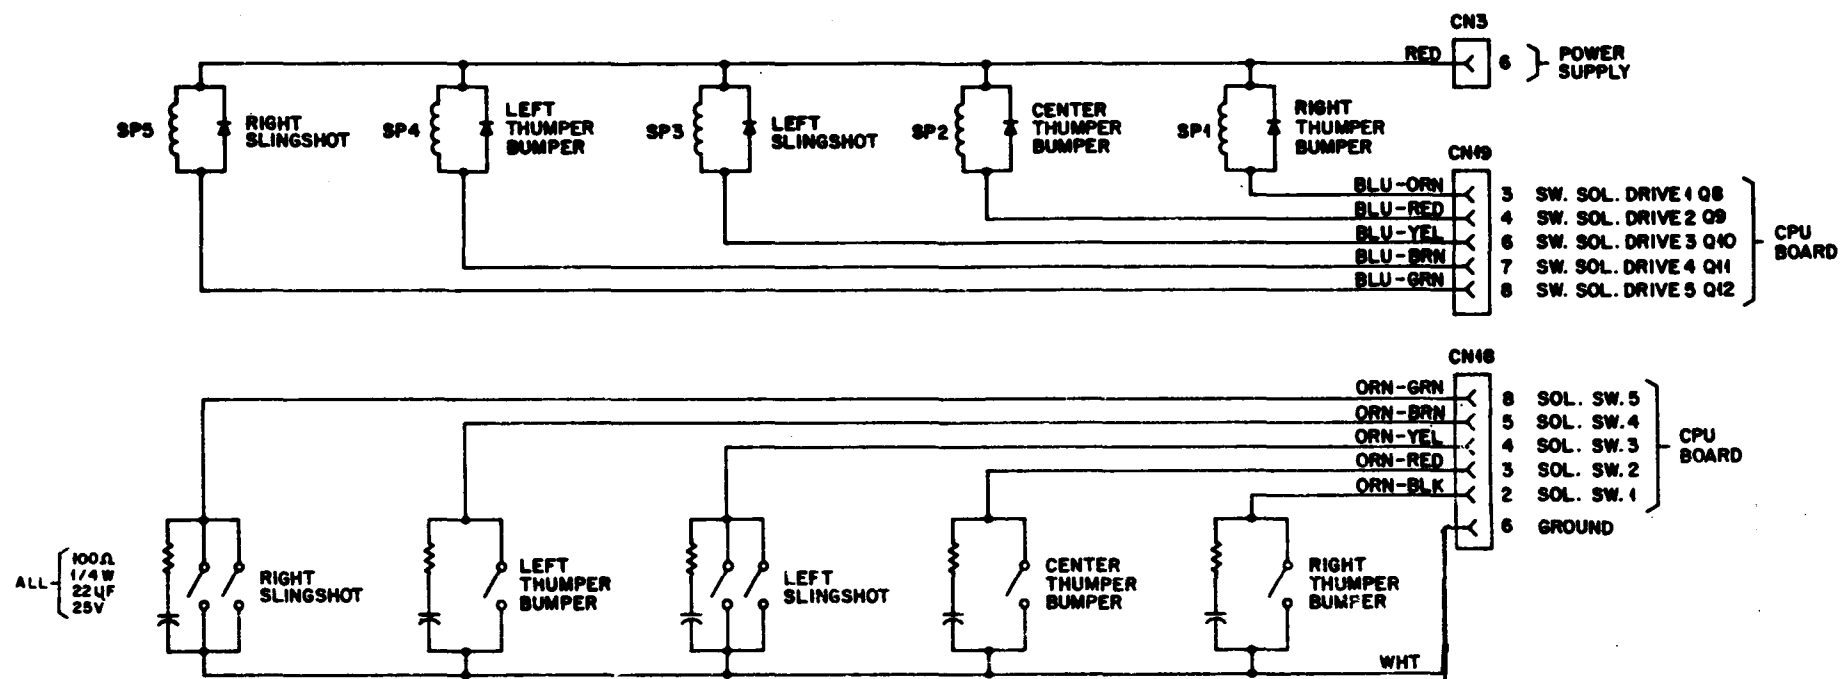 CN3
RED
6
POWER
SUPPLY
SP5
RIGHT
SLINGSHOT
SP4
LEFT
THUMPER
BUMPER
SP3
LEFT
SLINGSHOT
SP2
CENTER
THUMPER
BUMPER
SP1
RIGHT
THUMPER
BUMPER
CN19
BLU-ORN 3 SW. SOL. DRIVE 1 Q8
BLU-RED 4 SW. SOL. DRIVE 2 Q9
BLU-YEL 6 SW. SOL. DRIVE 3 Q10
BLU-BRN 7 SW. SOL. DRIVE 4 Q11
BLU-GRN 8 SW. SOL. DRIVE 5 Q12
CPU
BOARD
CN18
ORN-GRN 8 SOL. SW. 5
ORN-BRN 5 SOL. SW. 4
ORN-YEL 4 SOL. SW. 3
ORN-RED 3 SOL. SW. 2
ORN-BLK 2 SOL. SW. 1
6 GROUND
CPU
BOARD
ALL
100Ω
1/4 W
22 µF
25V
RIGHT
SLINGSHOT
LEFT
THUMPER
BUMPER
LEFT
SLINGSHOT
CENTER
THUMPER
BUMPER
RIGHT
THUMPER
BUMPER
WHT